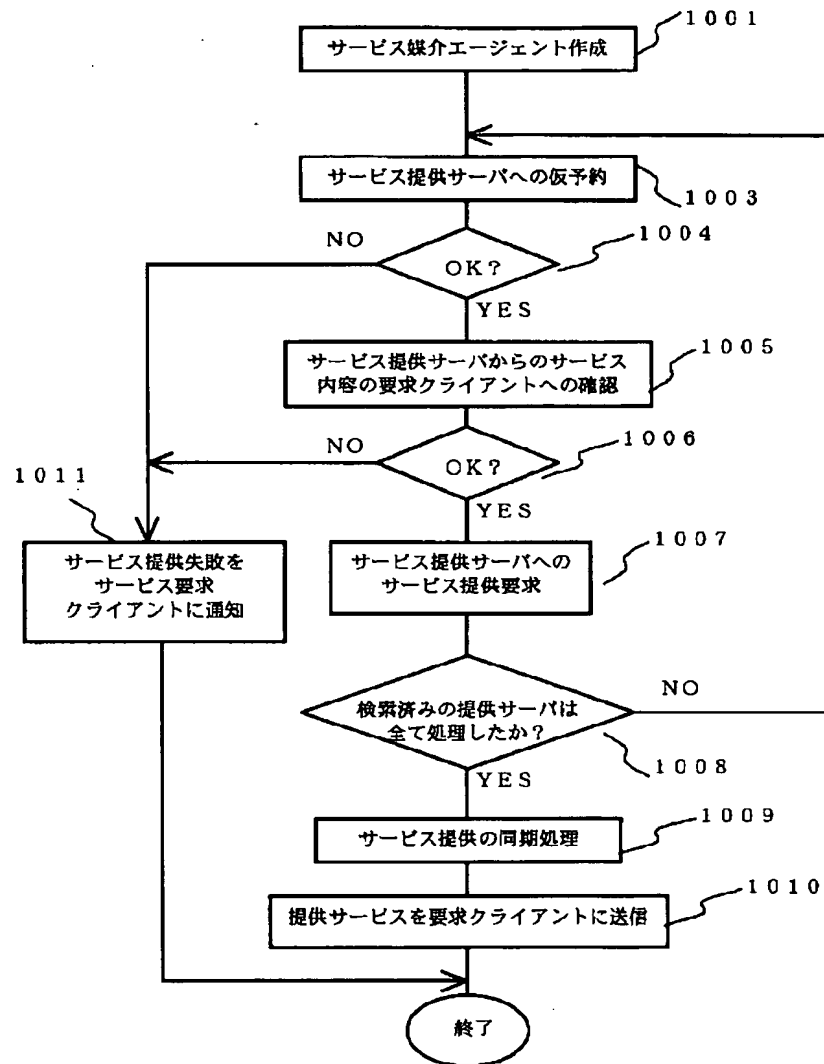 1001
サービス媒介エージェント作成
サービス提供サーバへの仮予約
1003
NO
1004
OK?
YES
サービス提供サーバからのサービス
内容の要求クライアントへの確認
1005
NO
1006
OK?
YES
1011
サービス提供失敗を
サービス要求
クライアントに通知
サービス提供サーバへの
サービス提供要求
1007
NO
検索済みの提供サーバは
全て処理したか?
1008
YES
1009
サービス提供の同期処理
1010
提供サービスを要求クライアントに送信
終了